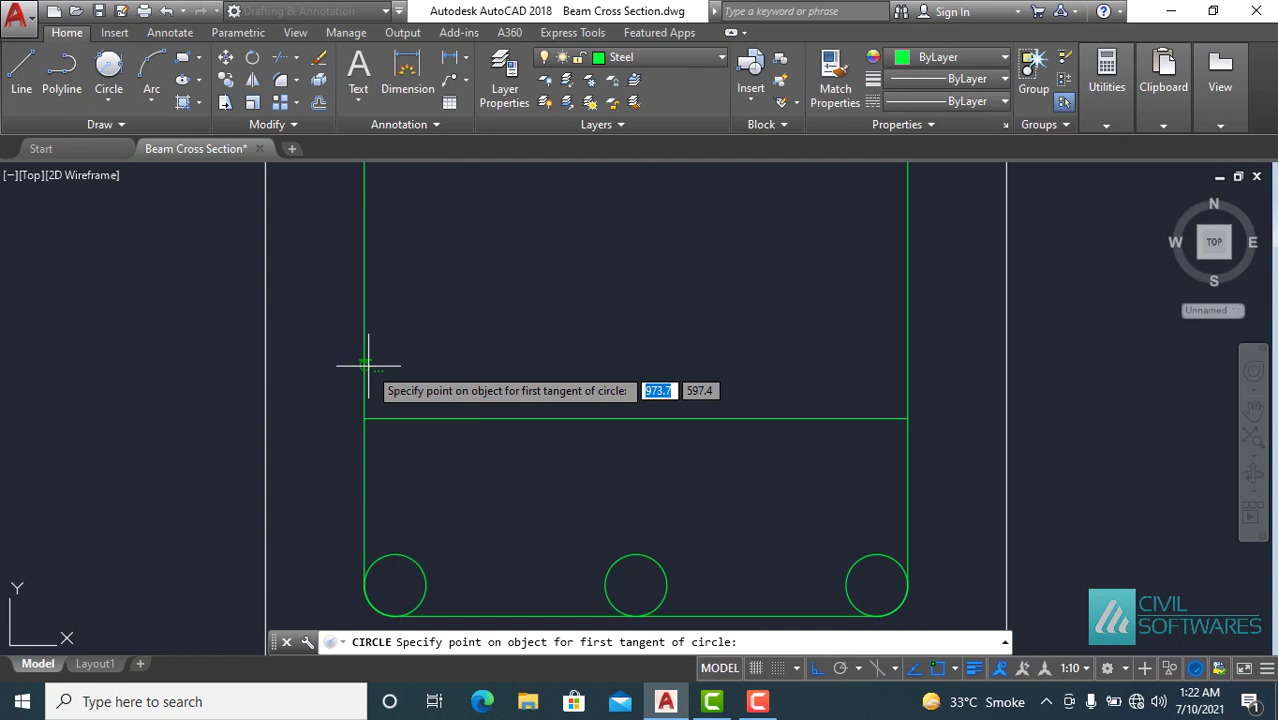 Drafting & Annotation
Autodesk AutoCAD 2018 Beam Cross Section.dwg
Type a keyword or phrase
Sign In
Home Insert Annotate Parametric View Manage Output Add-ins A360 Express Tools Featured Apps
Steel
ByLayer
ByLayer
ByLayer
Line Polyline Circle Arc
Text Dimension
Layer Properties
Insert
Match Properties
Group
Utilities
Clipboard
View
Draw Modify Annotation Layers Block Properties Groups
Start
Beam Cross Section*
[−][Top][2D Wireframe]
N
W TOP E
S
Unnamed
Specify point on object for first tangent of circle: 973.7 597.4
Y
X
CIVIL
SOFTWARES
CIRCLE Specify point on object for first tangent of circle:
Model Layout1
MODEL
1:10
Type here to search
33°C Smoke
1:22 AM
7/10/2021
1